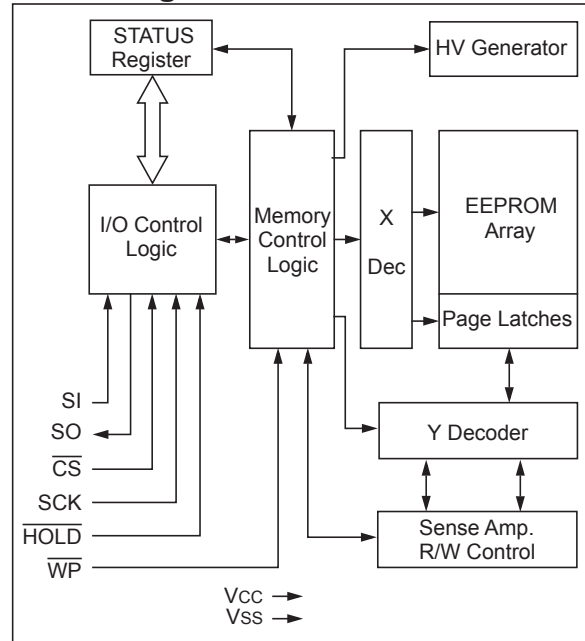 STATUS
Register
HV Generator
I/O Control
Logic
Memory
Control
Logic
X
Dec
EEPROM
Array
Page Latches
Y Decoder
Sense Amp.
R/W Control
SI
SO
CS
SCK
HOLD
WP
VCC
VSS